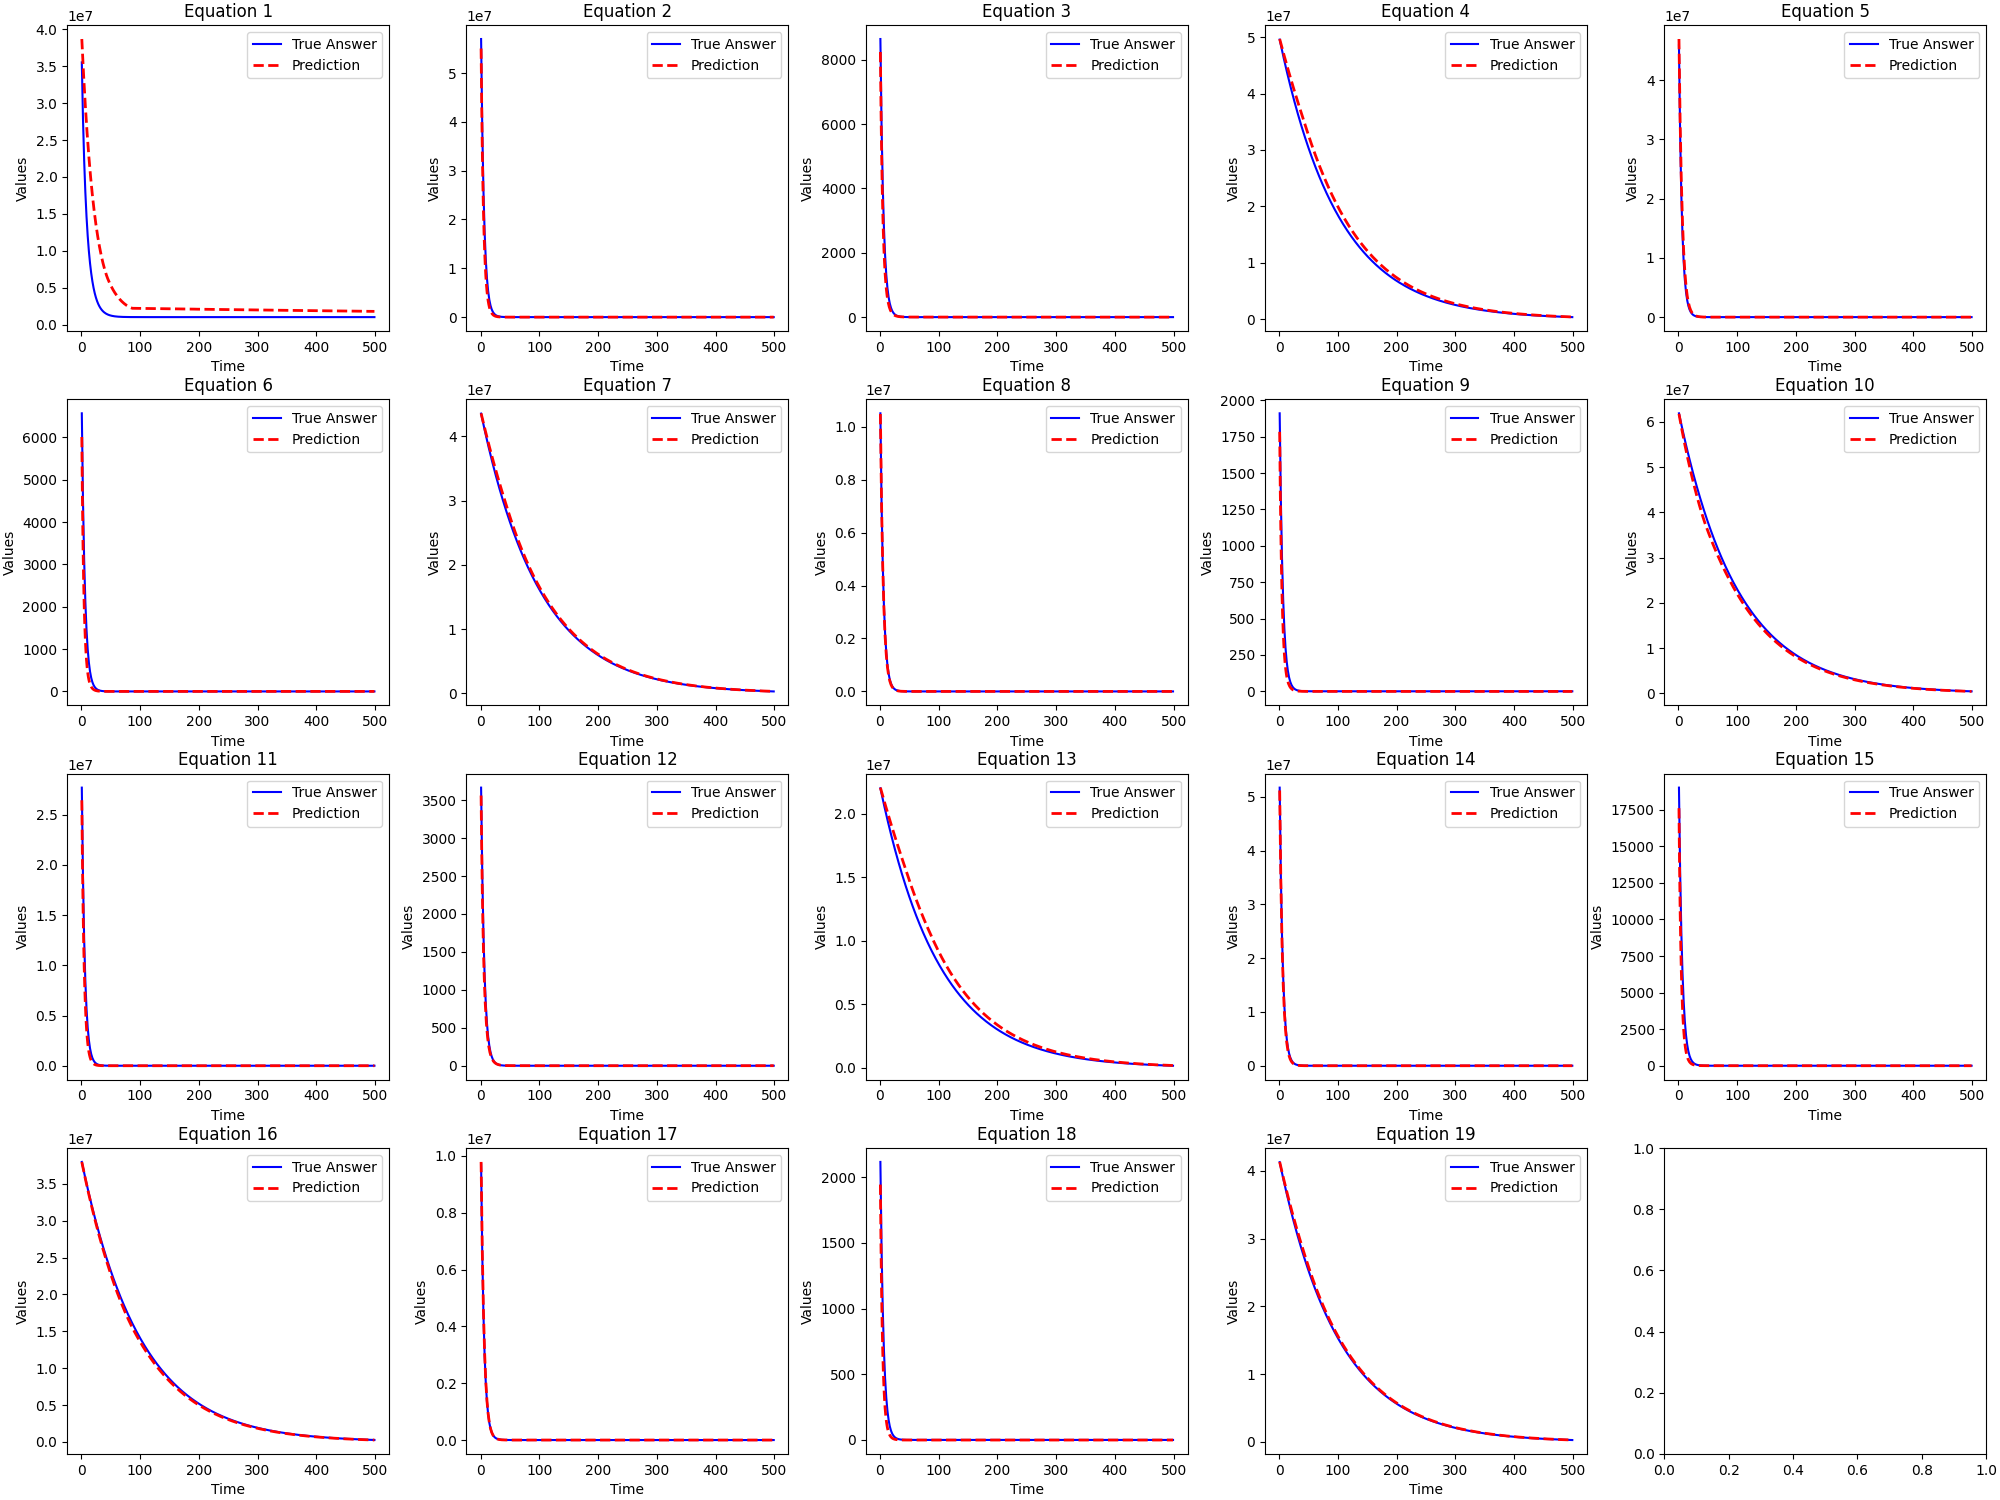 Equation 1
1e7
4.0
3.5
3.0
2.5
2.0
1.5
1.0
0.5
0.0
Values
0 100 200 300 400 500
Time
True Answer
Prediction
Equation 2
1e7
5
4
3
2
1
0
Values
0 100 200 300 400 500
Time
True Answer
Prediction
Equation 3
8000
6000
4000
2000
0
Values
0 100 200 300 400 500
Time
True Answer
Prediction
Equation 4
1e7
5
4
3
2
1
0
Values
0 100 200 300 400 500
Time
True Answer
Prediction
Equation 5
1e7
4
3
2
1
0
Values
0 100 200 300 400 500
Time
True Answer
Prediction
Equation 6
6000
5000
4000
3000
2000
1000
0
Values
0 100 200 300 400 500
Time
True Answer
Prediction
Equation 7
1e7
4
3
2
1
0
Values
0 100 200 300 400 500
Time
True Answer
Prediction
Equation 8
1e7
1.0
0.8
0.6
0.4
0.2
0.0
Values
0 100 200 300 400 500
Time
True Answer
Prediction
Equation 9
2000
1750
1500
1250
1000
750
500
250
0
Values
0 100 200 300 400 500
Time
True Answer
Prediction
Equation 10
1e7
6
5
4
3
2
1
0
Values
0 100 200 300 400 500
Time
True Answer
Prediction
Equation 11
1e7
2.5
2.0
1.5
1.0
0.5
0.0
Values
0 100 200 300 400 500
Time
True Answer
Prediction
Equation 12
3500
3000
2500
2000
1500
1000
500
0
Values
0 100 200 300 400 500
Time
True Answer
Prediction
Equation 13
1e7
2.0
1.5
1.0
0.5
0.0
Values
0 100 200 300 400 500
Time
True Answer
Prediction
Equation 14
1e7
5
4
3
2
1
0
Values
0 100 200 300 400 500
Time
True Answer
Prediction
Equation 15
17500
15000
12500
10000
7500
5000
2500
0
Values
0 100 200 300 400 500
Time
True Answer
Prediction
Equation 16
1e7
3.5
3.0
2.5
2.0
1.5
1.0
0.5
0.0
Values
0 100 200 300 400 500
Time
True Answer
Prediction
Equation 17
1e7
1.0
0.8
0.6
0.4
0.2
0.0
Values
0 100 200 300 400 500
Time
True Answer
Prediction
Equation 18
2000
1500
1000
500
0
Values
0 100 200 300 400 500
Time
True Answer
Prediction
Equation 19
1e7
4
3
2
1
0
Values
0 100 200 300 400 500
Time
True Answer
Prediction
1.0
0.8
0.6
0.4
0.2
0.0
0.0 0.2 0.4 0.6 0.8 1.0